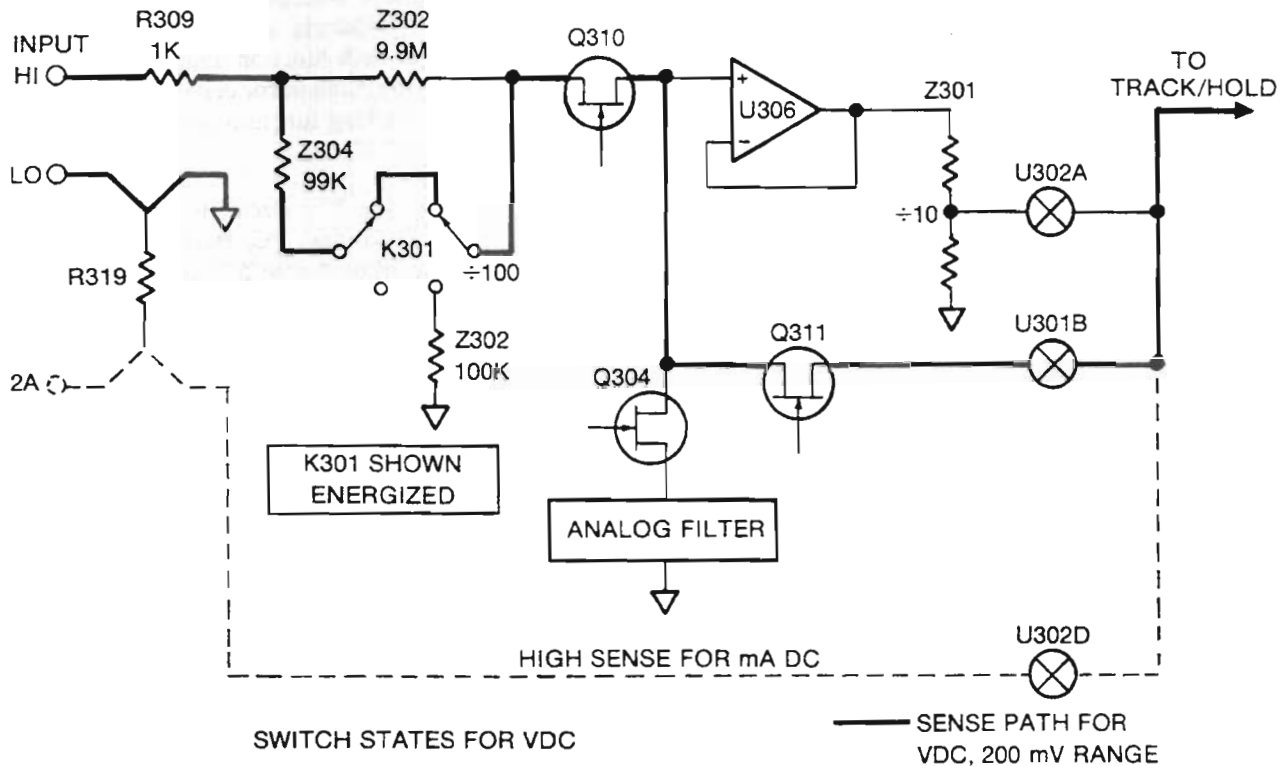 R309
1K
Z302
9.9M
INPUT
HI
Q310
TO
TRACK/HOLD
+
U306
−
Z301
Z304
99K
LO
U302A
÷10
K301
÷100
R319
U301B
Q311
Z302
100K
Q304
2A
K301 SHOWN
ENERGIZED
ANALOG FILTER
U302D
HIGH SENSE FOR mA DC
SWITCH STATES FOR VDC
SENSE PATH FOR
VDC, 200 mV RANGE